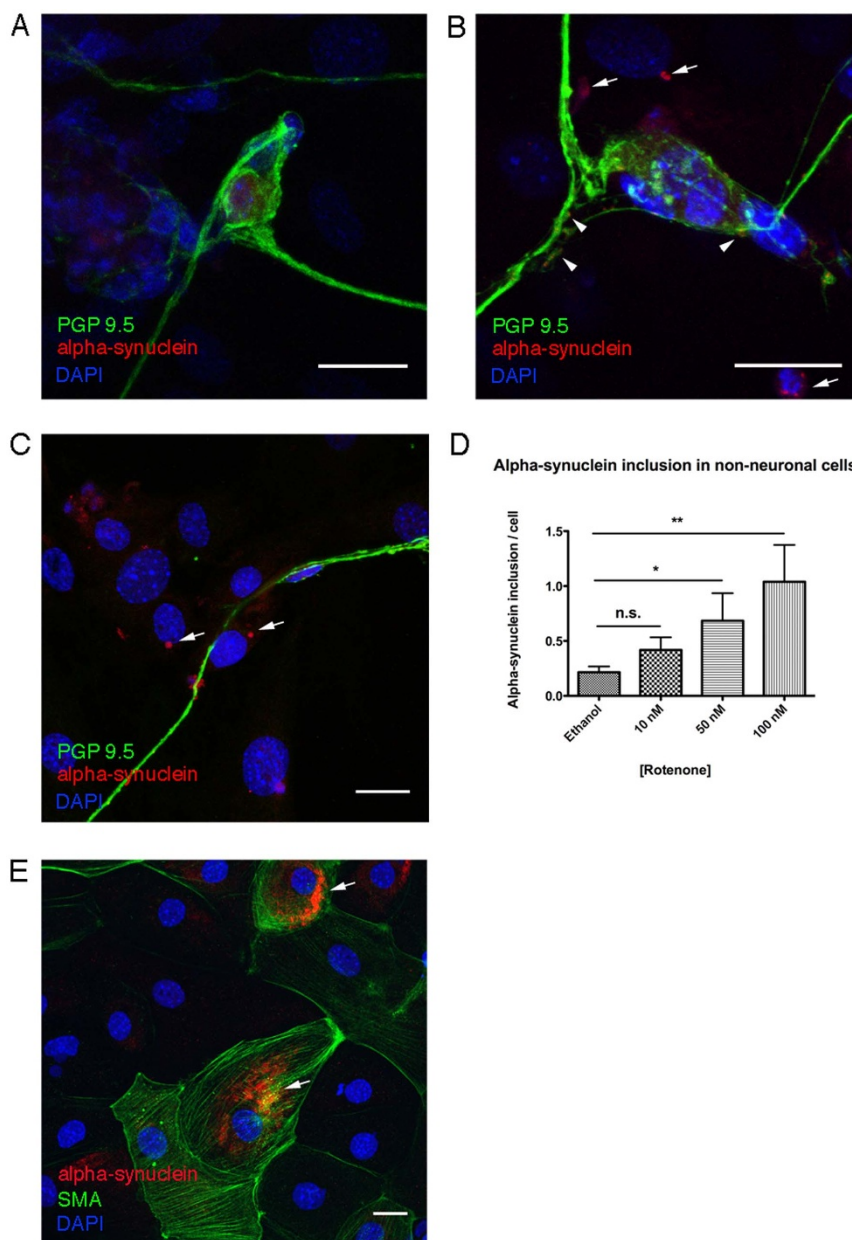 A
PGP 9.5
alpha-synuclein
DAPI
B
PGP 9.5
alpha-synuclein
DAPI
C
PGP 9.5
alpha-synuclein
DAPI
D
Alpha-synuclein inclusion in non-neuronal cells
Alpha-synuclein inclusion / cell
1.5
1.0
0.5
0.0
**
*
n.s.
Ethanol
10 nM
50 nM
100 nM
[Rotenone]
E
alpha-synuclein
SMA
DAPI